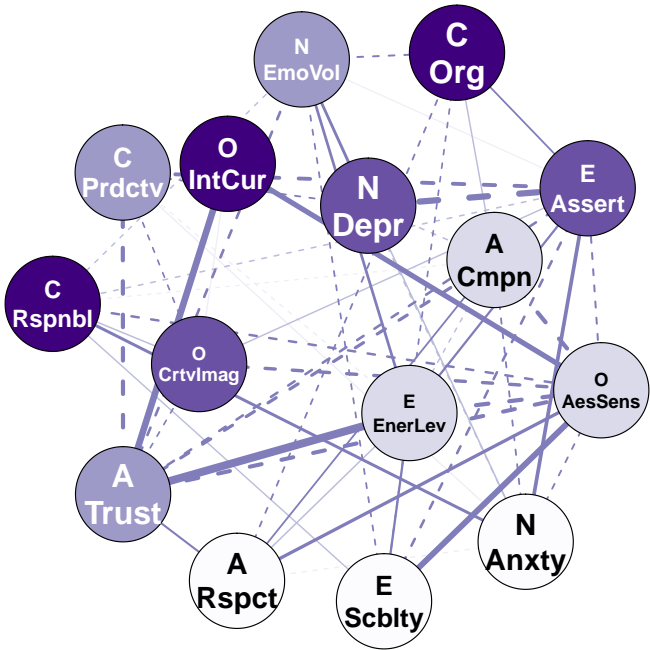 N
EmoVol
C
Org
C
Prdctv
O
IntCur
N
Depr
E
Assert
A
Cmpn
C
Rspnbl
O
CrtvImag
E
EnerLev
O
AesSens
A
Trust
A
Rspct
E
Scblty
N
Anxty